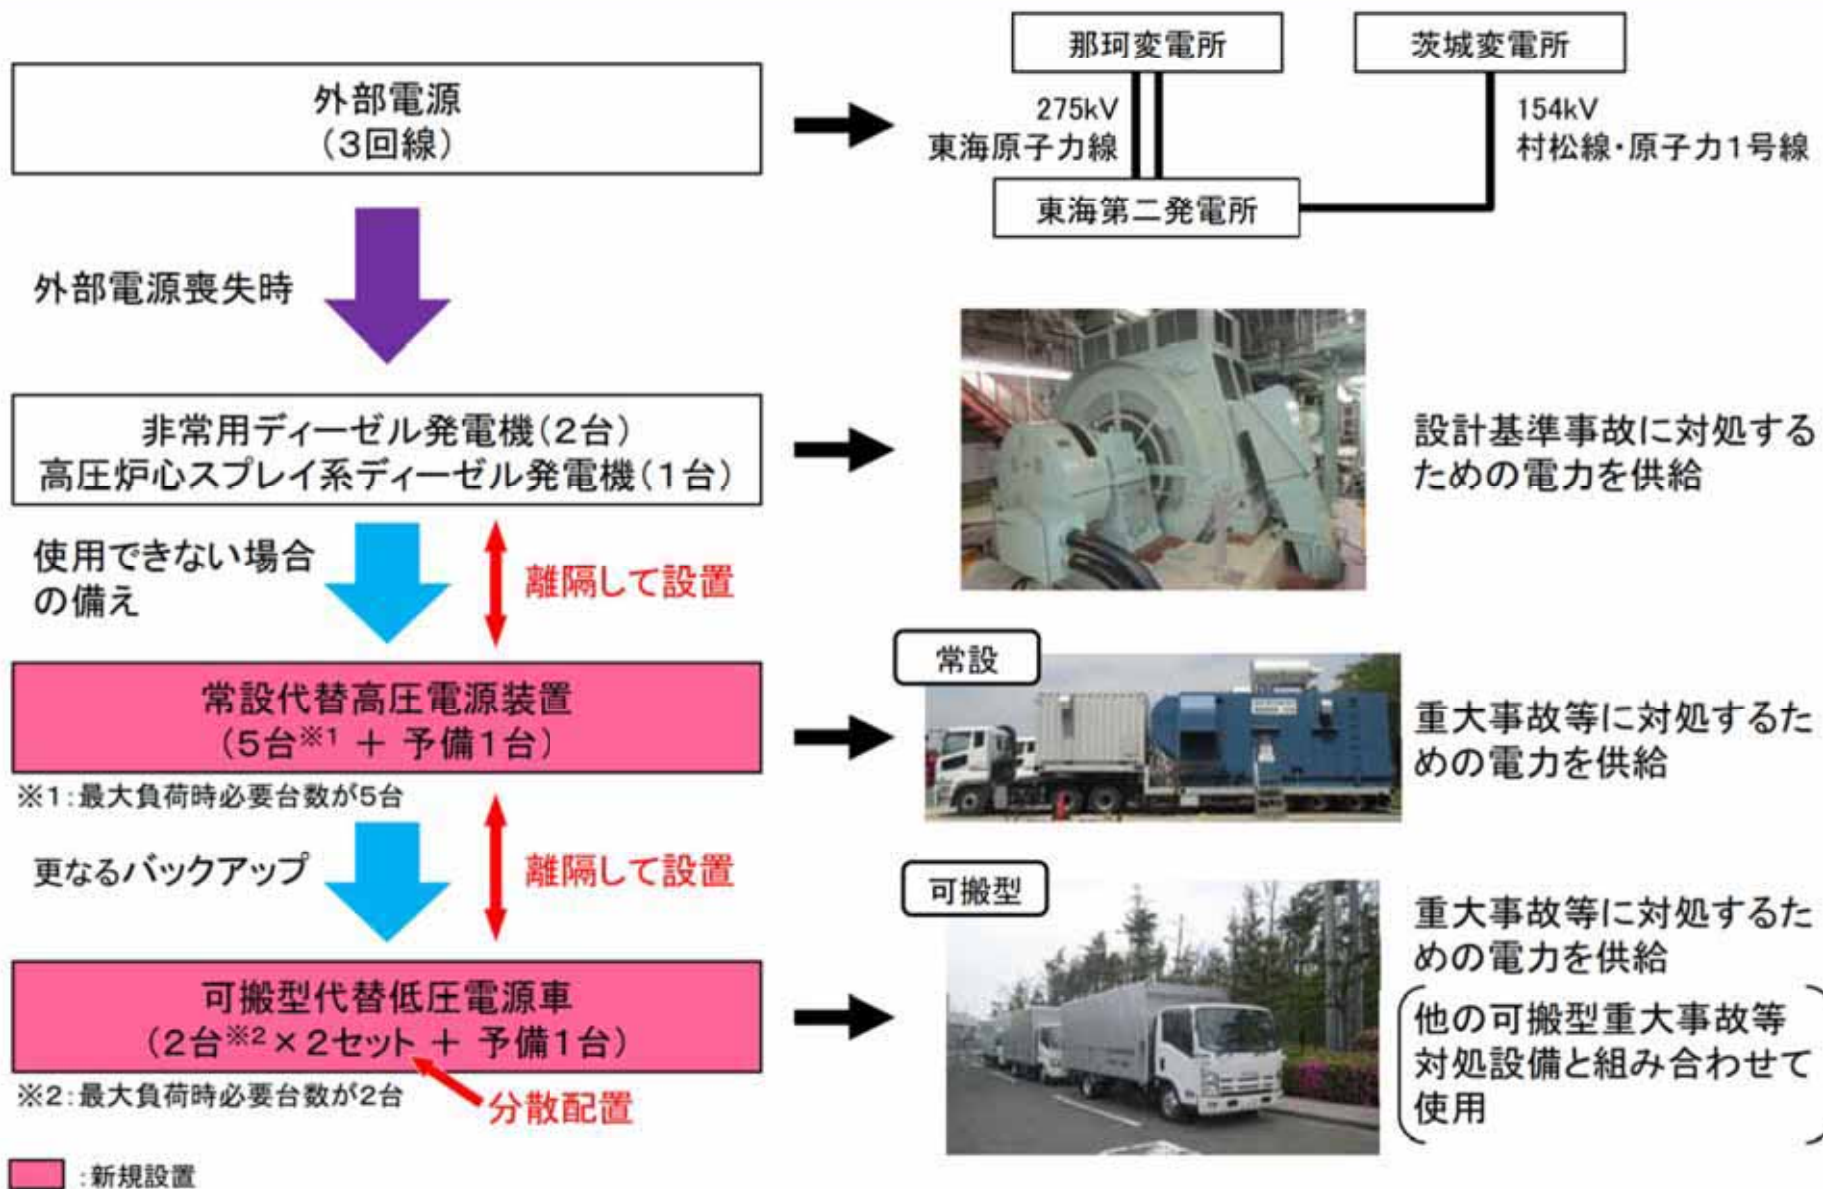 外部電源
(3回線)
那珂変電所
茨城変電所
275kV
東海原子力線
154kV
村松線・原子力1号線
東海第二発電所
外部電源喪失時
非常用ディーゼル発電機(2台)
高圧炉心スプレイ系ディーゼル発電機(1台)
設計基準事故に対処する
ための電力を供給
使用できない場合
の備え
離隔して設置
常設代替高圧電源装置
(5台※1 + 予備1台)
※1:最大負荷時必要台数が5台
常設
重大事故等に対処するた
めの電力を供給
更なるバックアップ
離隔して設置
可搬型代替低圧電源車
(2台※2×2セット + 予備1台)
※2:最大負荷時必要台数が2台
分散配置
可搬型
重大事故等に対処するた
めの電力を供給
他の可搬型重大事故等
対処設備と組み合わせて
使用
:新規設置